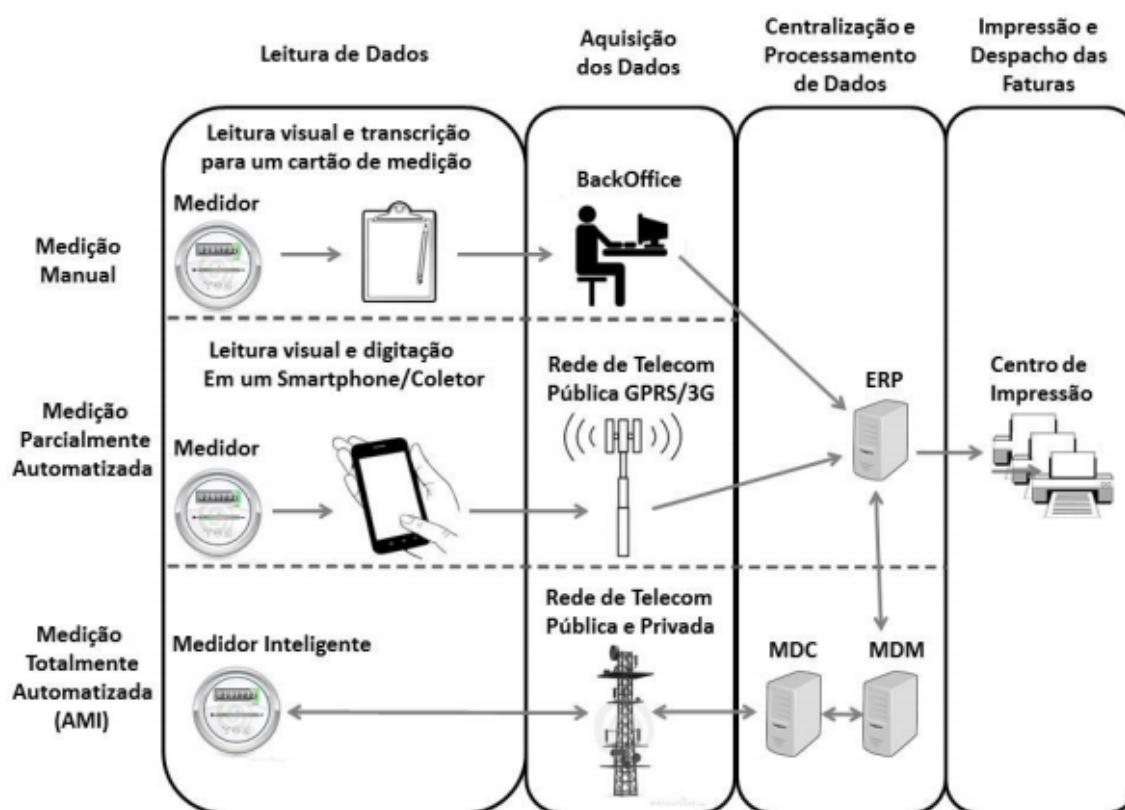 Leitura de Dados
Aquisição
dos Dados
Centralização e
Processamento
de Dados
Impressão e
Despacho das
Faturas
Medição
Manual
Leitura visual e transcrição
para um cartão de medição
Medidor
BackOffice
Medição
Parcialmente
Automatizada
Leitura visual e digitação
Em um Smartphone/Coletor
Medidor
Rede de Telecom
Pública GPRS/3G
ERP
Centro de
Impressão
Medição
Totalmente
Automatizada
(AMI)
Medidor Inteligente
Rede de Telecom
Pública e Privada
MDC
MDM